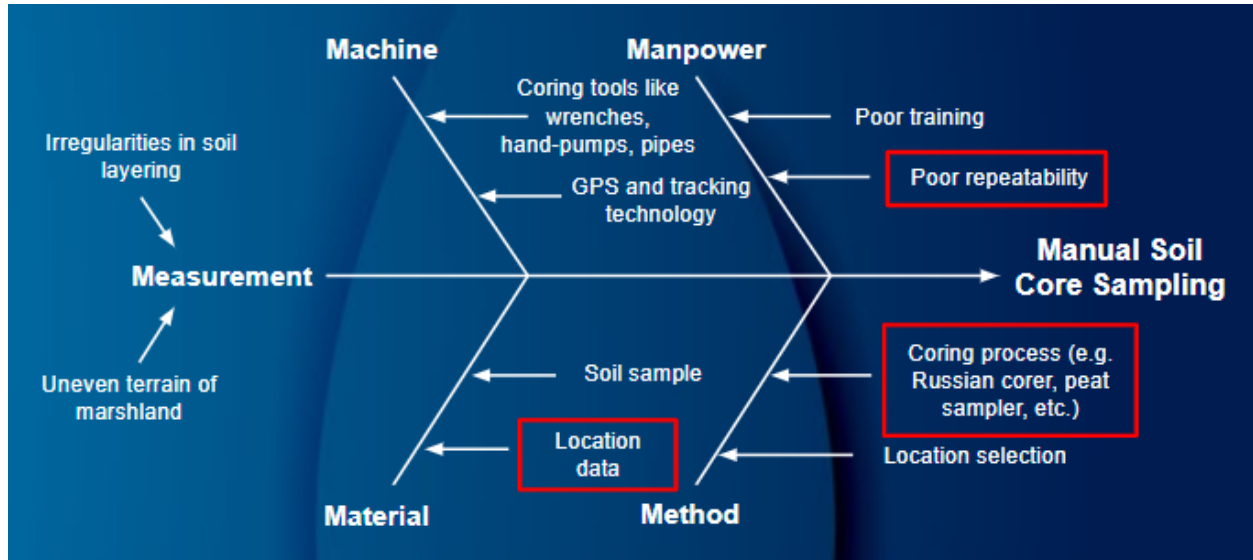 Machine
Manpower
Coring tools like
wrenches,
hand-pumps, pipes
Poor training
Irregularities in soil
layering
GPS and tracking
technology
Poor repeatability
Measurement
Manual Soil
Core Sampling
Uneven terrain of
marshland
Soil sample
Coring process (e.g.
Russian corer, peat
sampler, etc.)
Location
data
Location selection
Material
Method